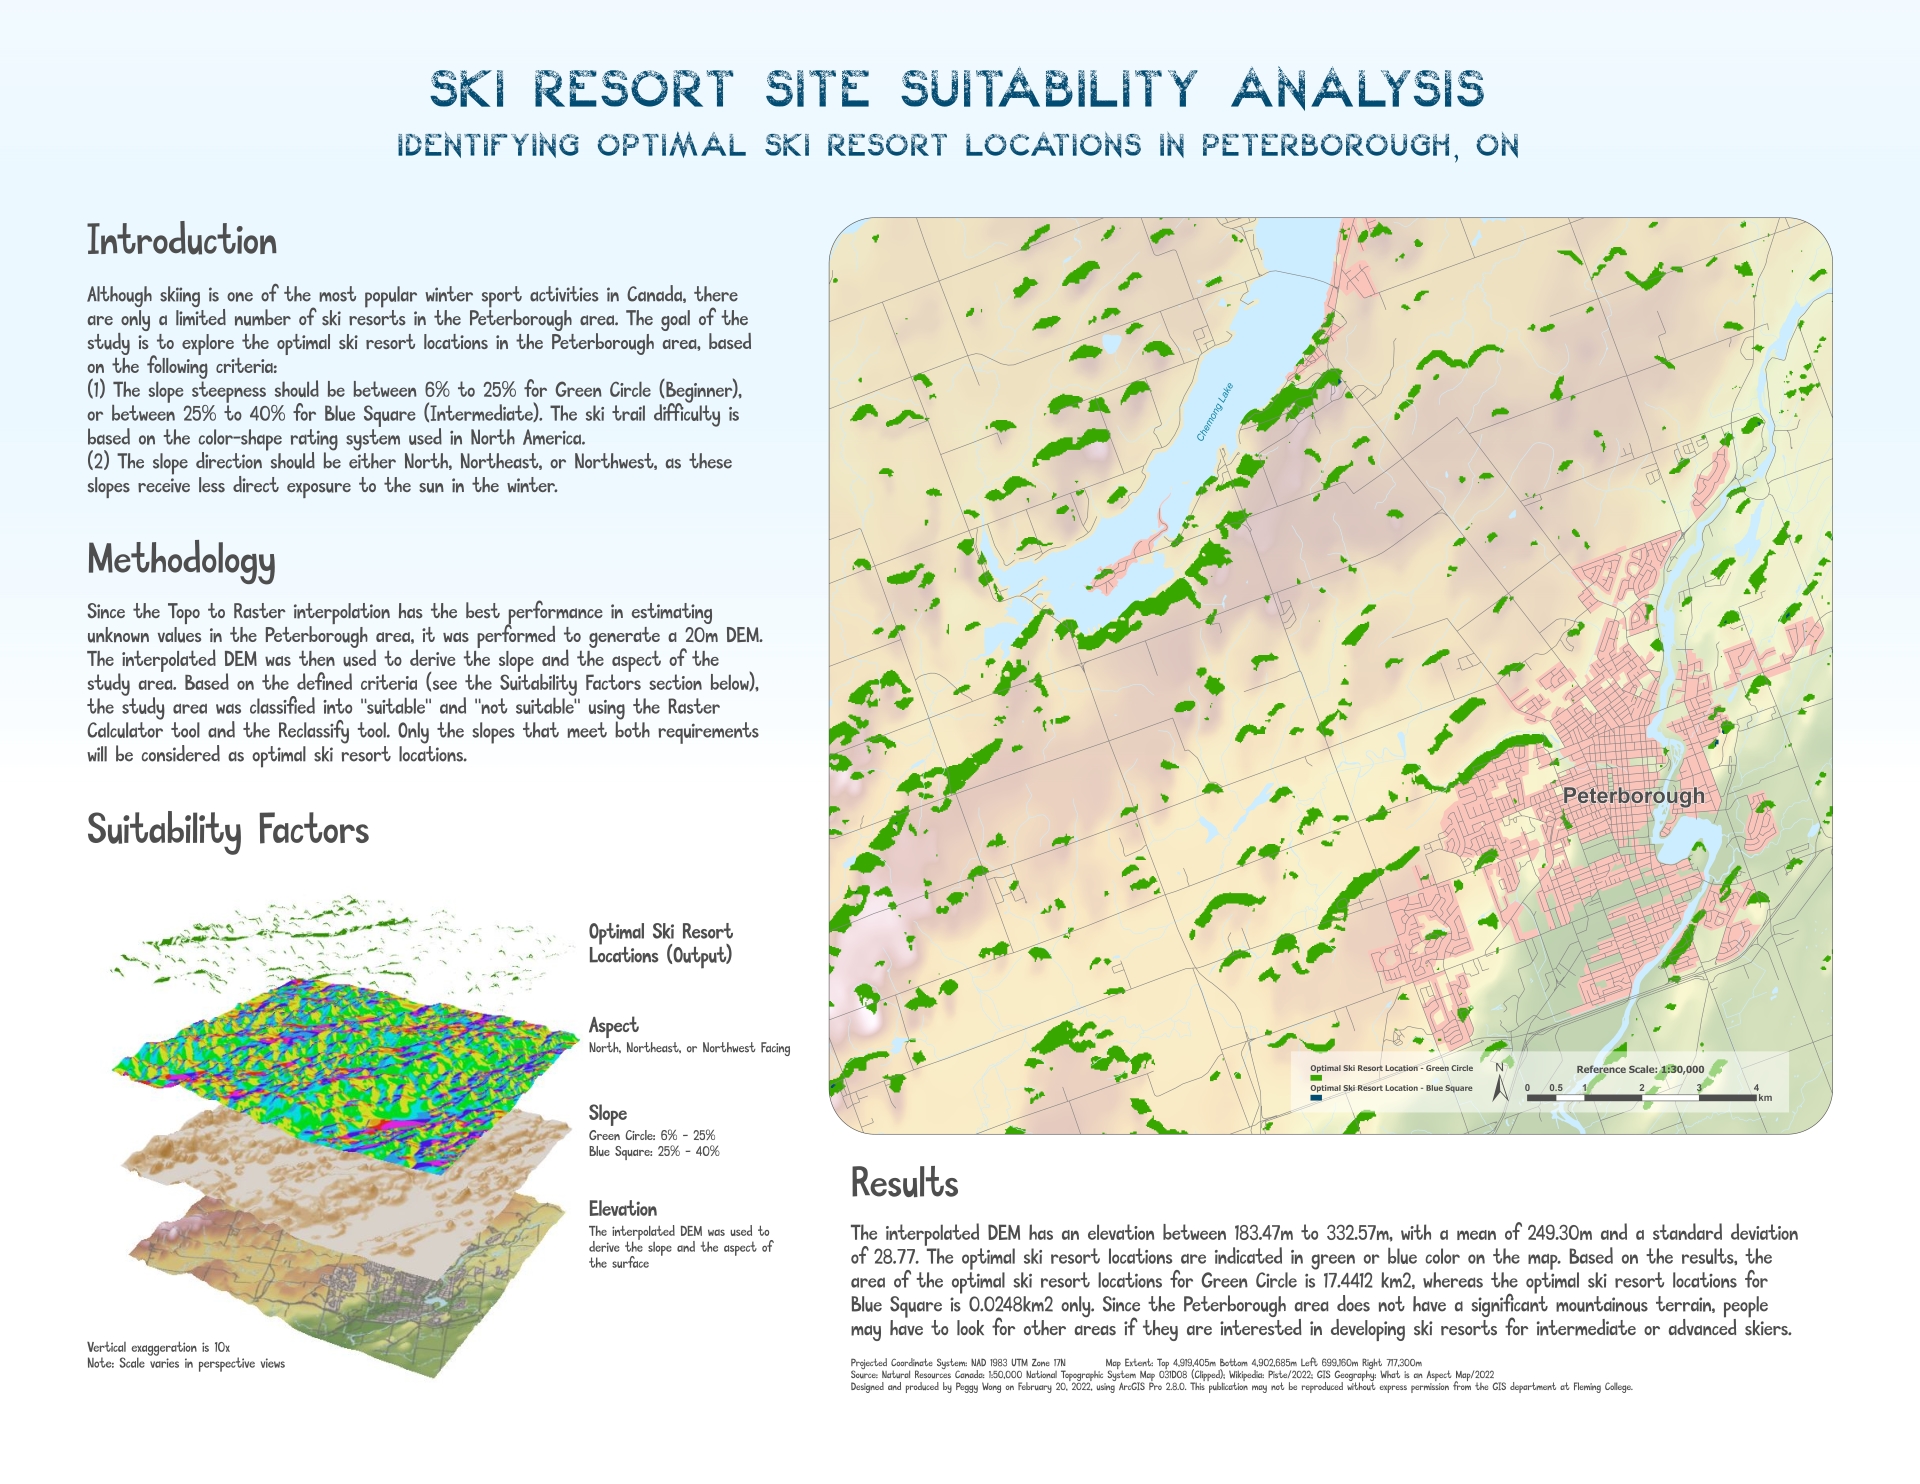 SKI RESORT SITE SUITABILITY ANALYSIS
IDENTIFYING OPTIMAL SKI RESORT LOCATIONS IN PETERBOROUGH, ON
Introduction
Although skiing is one of the most popular winter sport activities in Canada, there
are only a limited number of ski resorts in the Peterborough area. The goal of the
study is to explore the optimal ski resort locations in the Peterborough area, based
on the following criteria:
(1) The slope steepness should be between 6% to 25% for Green Circle (Beginner),
or between 25% to 40% for Blue Square (Intermediate). The ski trail difficulty is
based on the color-shape rating system used in North America.
(2) The slope direction should be either North, Northeast, or Northwest, as these
slopes receive less direct exposure to the sun in the winter.
Methodology
Since the Topo to Raster interpolation has the best performance in estimating
unknown values in the Peterborough area, it was performed to generate a 20m DEM.
The interpolated DEM was then used to derive the slope and the aspect of the
study area. Based on the defined criteria (see the Suitability Factors section below),
the study area was classified into "suitable" and "not suitable" using the Raster
Calculator tool and the Reclassify tool. Only the slopes that meet both requirements
will be considered as optimal ski resort locations.
Suitability Factors
Optimal Ski Resort
Locations (Output)
Aspect
North, Northeast, or Northwest Facing
Slope
Green Circle: 6% - 25%
Blue Square: 25% - 40%
Elevation
The interpolated DEM was used to
derive the slope and the aspect of
the surface
Vertical exaggeration is 10x
Note: Scale varies in perspective views
Chemong Lake
Peterborough
Optimal Ski Resort Location - Green Circle
Optimal Ski Resort Location - Blue Square
N
Reference Scale: 1:30,000
0 0.5 1 2 3 4
km
Results
The interpolated DEM has an elevation between 183.47m to 332.57m, with a mean of 249.30m and a standard deviation
of 28.77. The optimal ski resort locations are indicated in green or blue color on the map. Based on the results, the
area of the optimal ski resort locations for Green Circle is 17.4412 km2, whereas the optimal ski resort locations for
Blue Square is 0.0248km2 only. Since the Peterborough area does not have a significant mountainous terrain, people
may have to look for other areas if they are interested in developing ski resorts for intermediate or advanced skiers.
Projected Coordinate System: NAD 1983 UTM Zone 17N Map Extent: Top 4,919,405m Bottom 4,902,685m Left 699,160m Right 717,300m
Source: Natural Resources Canada: 1:50,000 National Topographic System Map 031D08 (Clipped); Wikipedia: Piste/2022; GIS Geography: What is an Aspect Map/2022
Designed and produced by Peggy Wong on February 20, 2022, using ArcGIS Pro 2.8.0. This publication may not be reproduced without express permission from the GIS department at Fleming College.